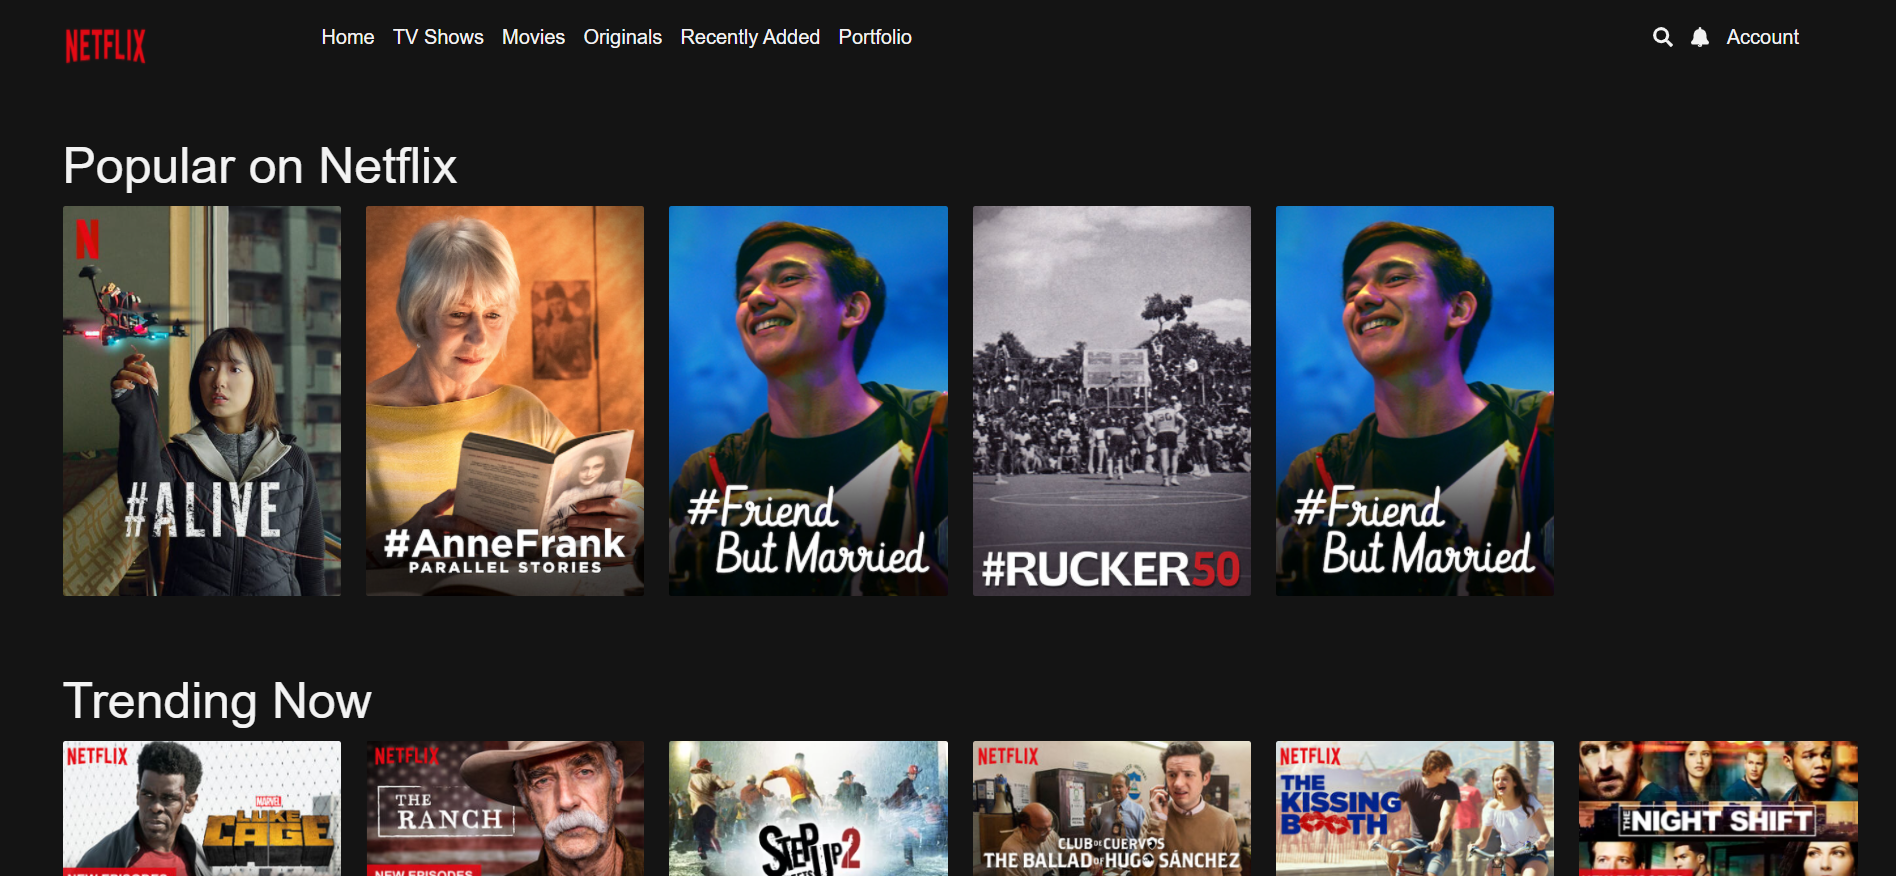 NETFLIX
Home TV Shows Movies Originals Recently Added Portfolio
Account
Popular on Netflix
N
#ALIVE
#AnneFrank
PARALLEL STORIES
#Friend
But Married
#RUCKER50
#Friend
But Married
Trending Now
NETFLIX
MARVEL
LUKE
CAGE
NEW EPISODES
NETFLIX
THE
RANCH
NEW EPISODES
STEP UP 2
NETFLIX
CLUB DE CUERVOS
THE BALLAD OF HUGO SÁNCHEZ
NETFLIX
THE
KISSING
BOOTH
THE NIGHT SHIFT